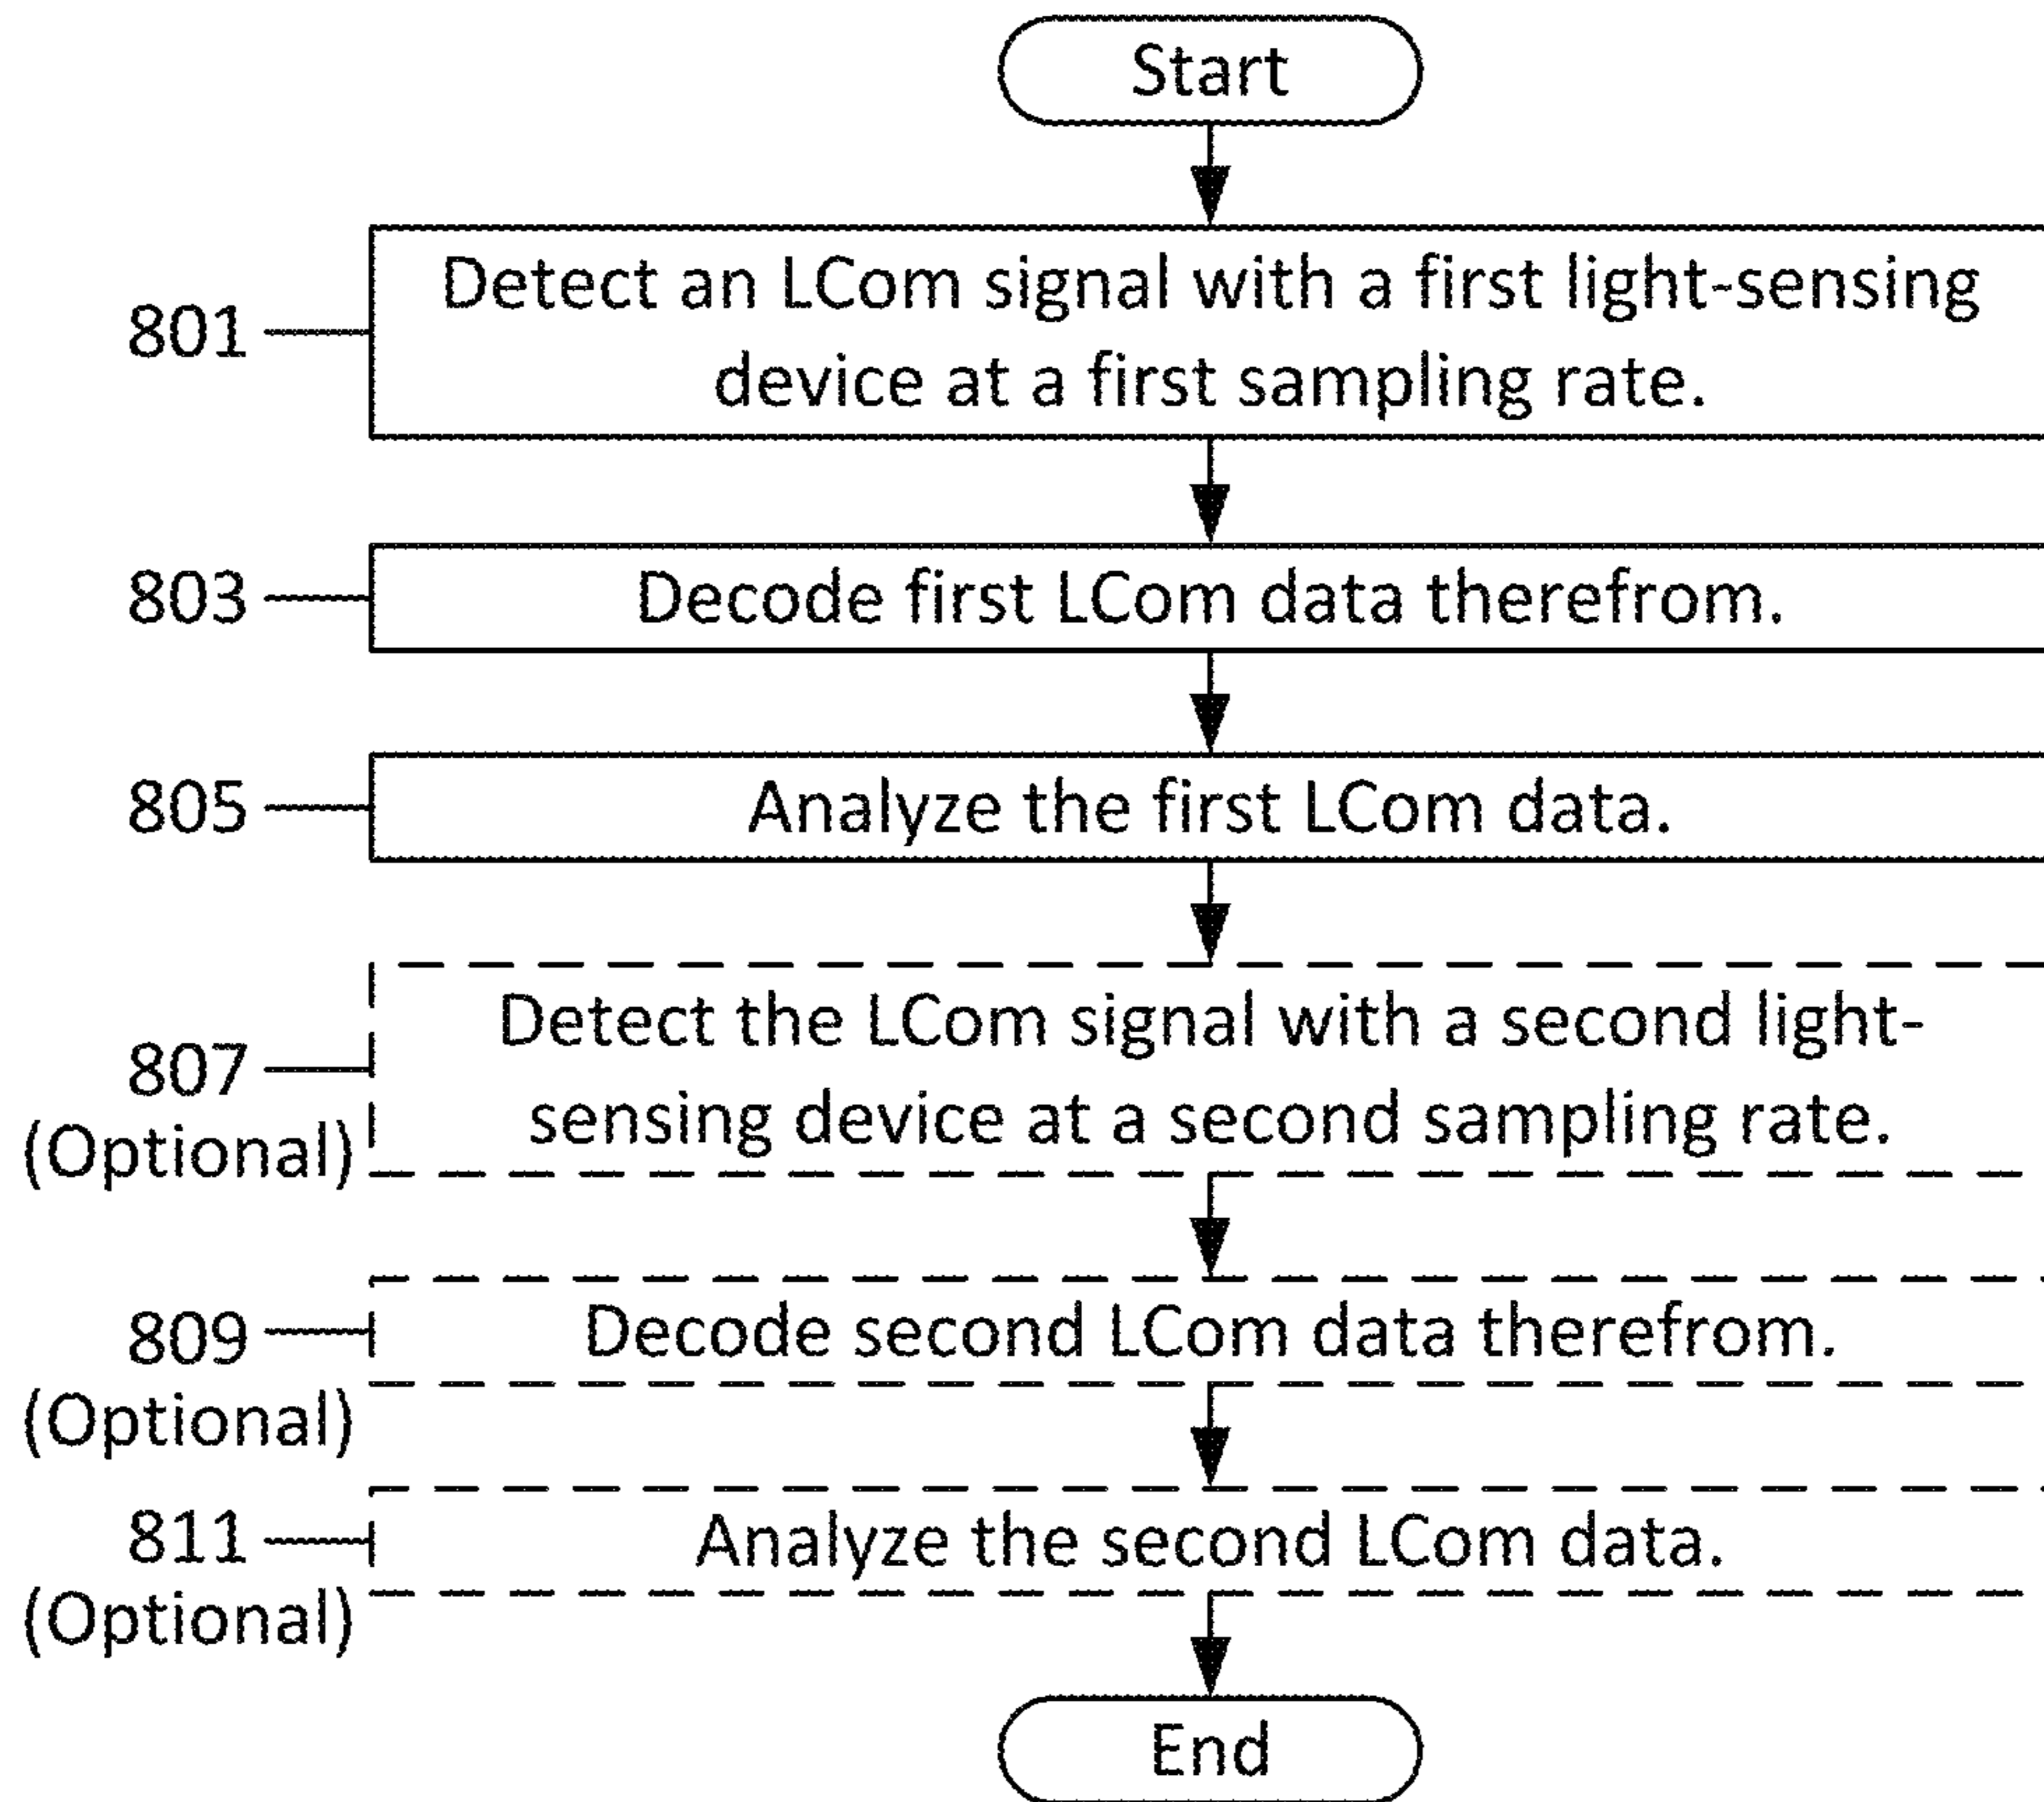 Start
801
Detect an LCom signal with a first light-sensing
device at a first sampling rate.
803
Decode first LCom data therefrom.
805
Analyze the first LCom data.
807
(Optional)
Detect the LCom signal with a second light-
sensing device at a second sampling rate.
809
(Optional)
Decode second LCom data therefrom.
811
(Optional)
Analyze the second LCom data.
End